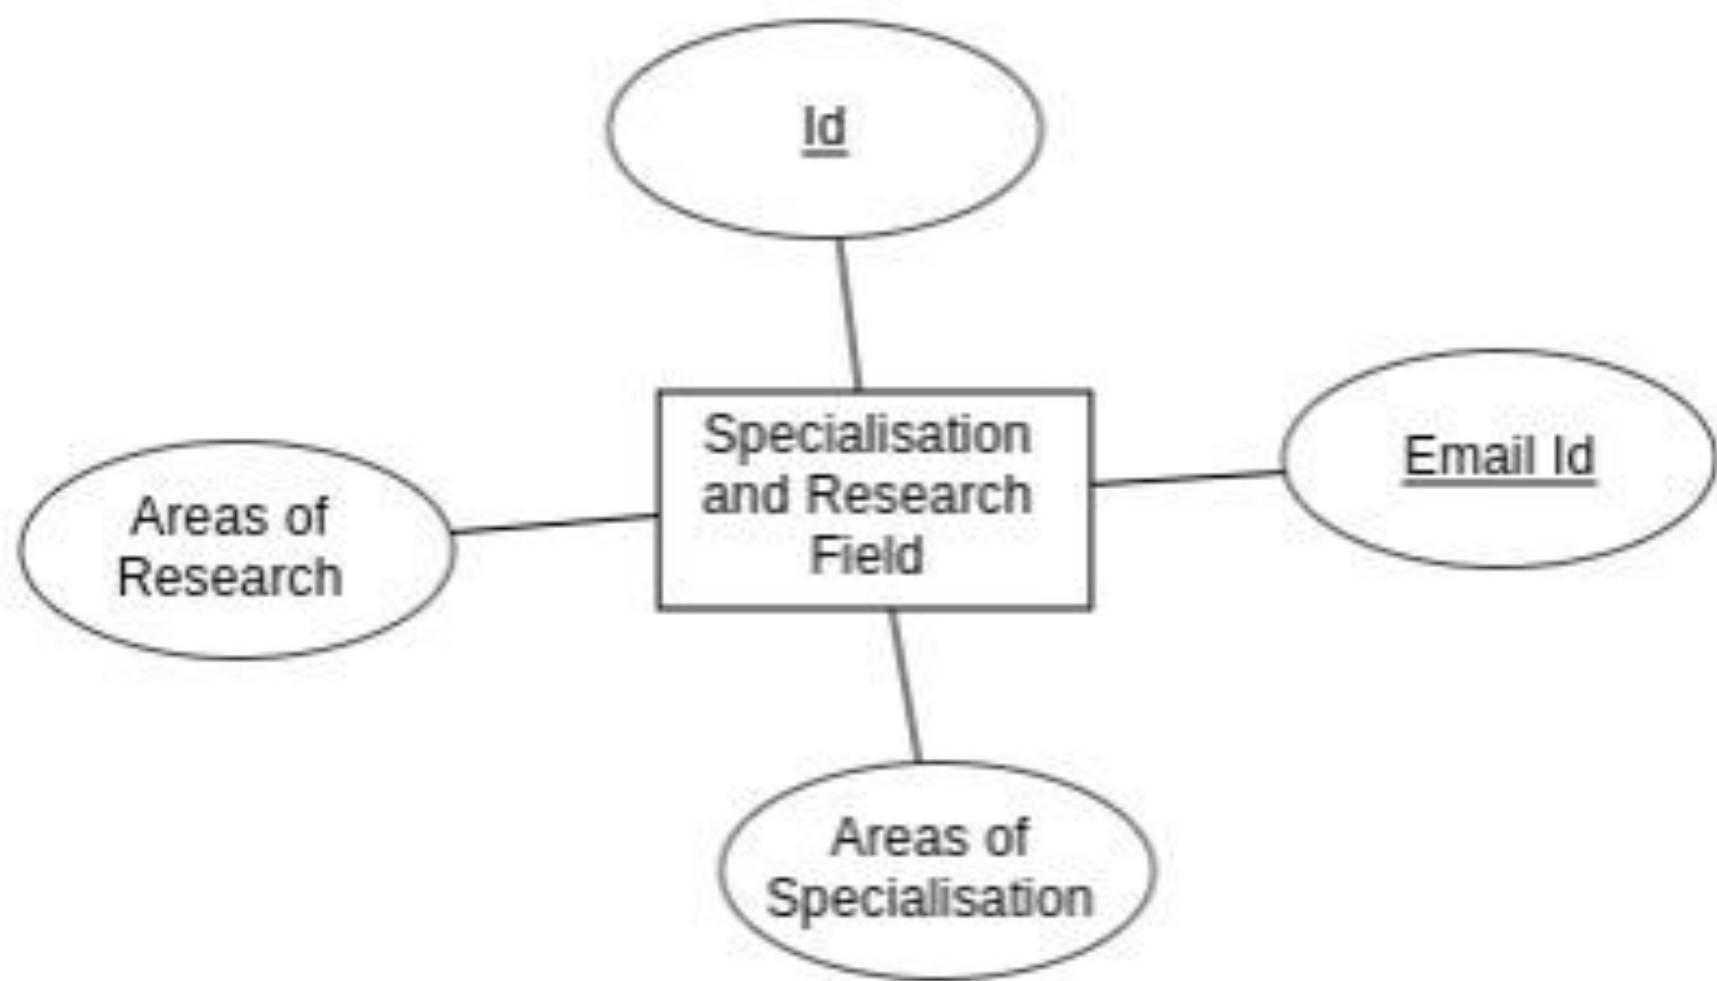 Id
Specialisation
and Research
Field
Email Id
Areas of
Research
Areas of
Specialisation